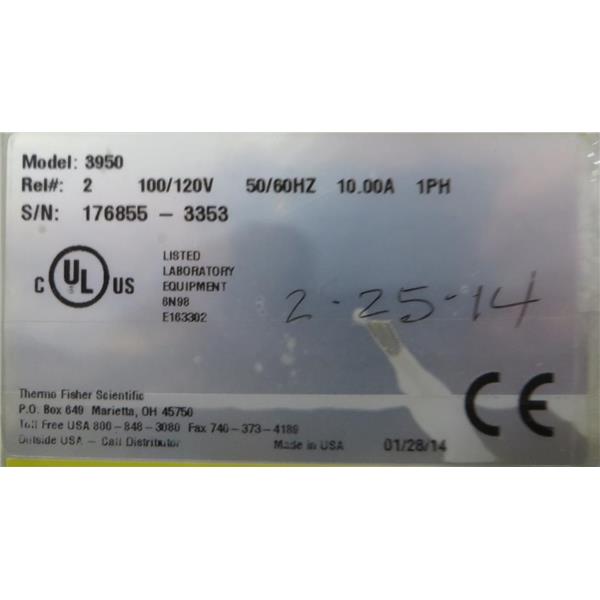 Model: 3950
Rel#: 2 100/120V 50/60HZ 10.00A 1PH
S/N: 176855 - 3353
C UL US
LISTED
LABORATORY
EQUIPMENT
6N98
E163302
2-25-14
Thermo Fisher Scientific
P.O. Box 649 Marietta, OH 45750
Toll Free USA 800-848-3080 Fax 740-373-4189
Outside USA - Call Distributor Made in USA 01/28/14
CE